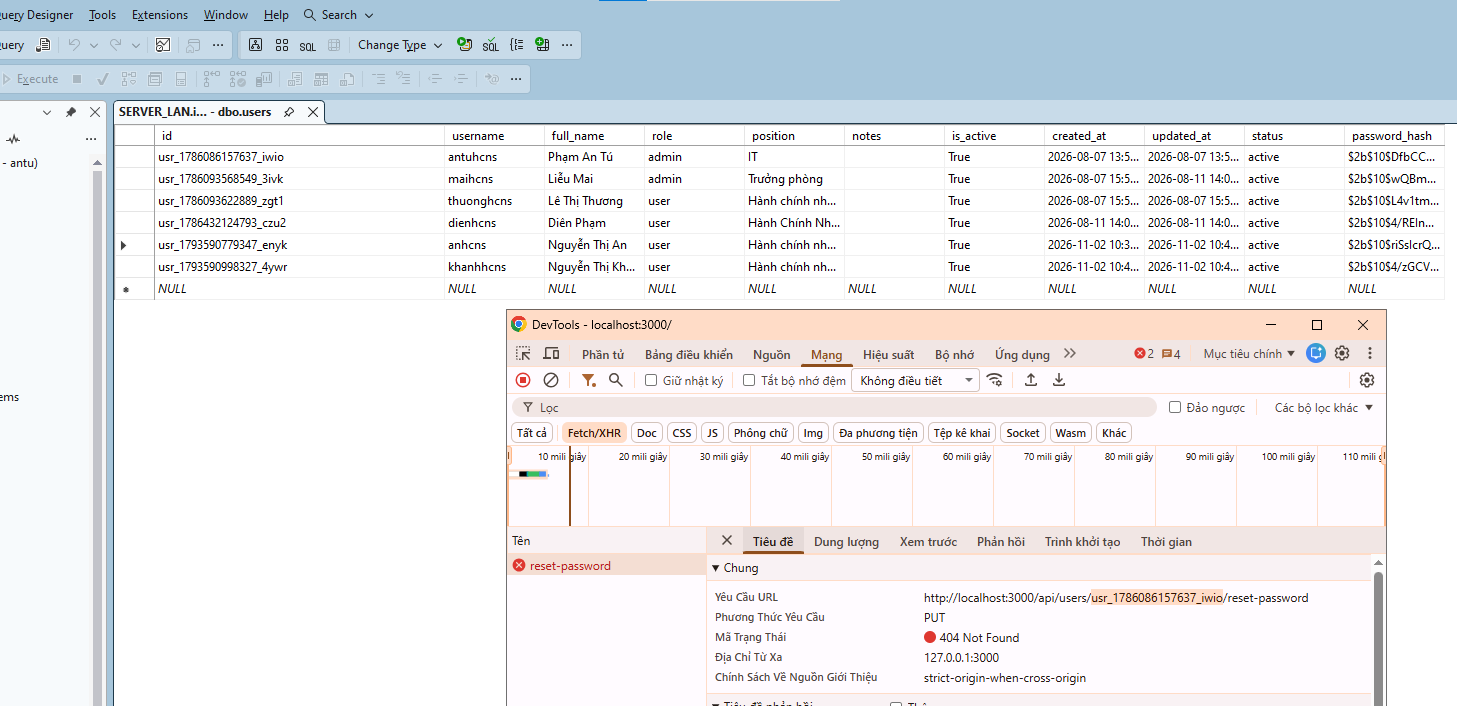 uery Designer Tools Extensions Window Help Search
uery SQL Change Type SQL
Execute
SERVER_LAN.i... - dbo.users
- antu)
ems
id username full_name role position notes is_active created_at updated_at status password_hash
usr_1786086157637_iwio antuhcns Phạm An Tú admin IT True 2026-08-07 13:5... 2026-08-07 13:5... active $2b$10$DfbCC...
usr_1786093568549_3ivk maihcns Liễu Mai admin Trưởng phòng True 2026-08-07 15:5... 2026-08-11 14:0... active $2b$10$wQBm...
usr_1786093622889_zgt1 thuonghcns Lê Thị Thương user Hành chính nh... True 2026-08-07 15:5... 2026-08-07 15:5... active $2b$10$L4v1tm...
usr_1786432124793_czu2 dienhcns Diên Phạm user Hành Chính Nh... True 2026-08-11 14:0... 2026-08-11 14:0... active $2b$10$4/REIn...
usr_1793590779347_enyk anhcns Nguyễn Thị An user Hành chính nh... True 2026-11-02 10:3... 2026-11-02 10:4... active $2b$10$riSsIcrQ...
usr_1793590998327_4ywr khanhhcns Nguyễn Thị Kh... user Hành chính nh... True 2026-11-02 10:4... 2026-11-02 10:4... active $2b$10$4/zGCV...
NULL NULL NULL NULL NULL NULL NULL NULL NULL NULL NULL
DevTools - localhost:3000/
Phần tử Bảng điều khiển Nguồn Mạng Hiệu suất Bộ nhớ Ứng dụng 2 4 Mục tiêu chính
Giữ nhật ký Tắt bộ nhớ đệm Không điều tiết
Lọc Đảo ngược Các bộ lọc khác
Tất cả Fetch/XHR Doc CSS JS Phông chữ Img Đa phương tiện Tệp kê khai Socket Wasm Khác
10 mili giây 20 mili giây 30 mili giây 40 mili giây 50 mili giây 60 mili giây 70 mili giây 80 mili giây 90 mili giây 100 mili giây 110 mili g
Tên Tiêu đề Dung lượng Xem trước Phản hồi Trình khởi tạo Thời gian
reset-password
Chung
Yêu Cầu URL http://localhost:3000/api/users/usr_1786086157637_iwio/reset-password
Phương Thức Yêu Cầu PUT
Mã Trạng Thái 404 Not Found
Địa Chỉ Từ Xa 127.0.0.1:3000
Chính Sách Về Nguồn Giới Thiệu strict-origin-when-cross-origin
Tiêu đề phản hồi